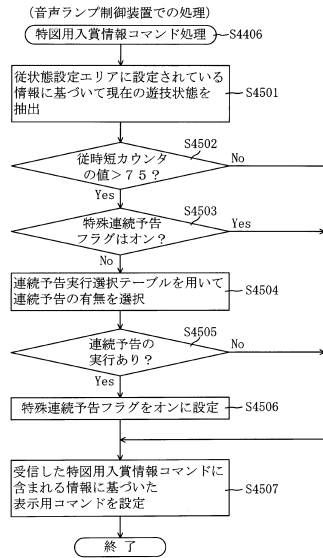 (音声ランプ制御装置での処理)
特図用入賞情報コマンド処理 S4406
従状態設定エリアに設定されている
情報に基づいて現在の遊技状態を
抽出
S4501
S4502
従時短カウンタ
の値>75?
No
Yes
S4503
特殊連続予告
フラグはオン?
Yes
No
連続予告実行選択テーブルを用いて
連続予告の有無を選択
S4504
S4505
連続予告の
実行あり?
No
Yes
特殊連続予告フラグをオンに設定 S4506
受信した特図用入賞情報コマンドに
含まれる情報に基づいた
表示用コマンドを設定
S4507
終了